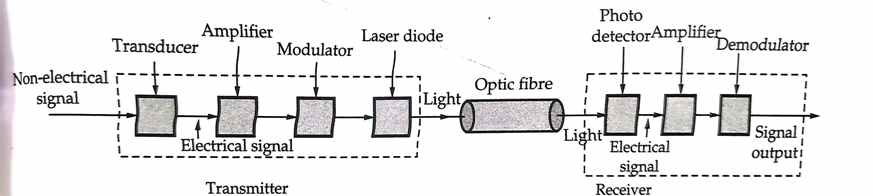 Photo
Amplifier
detector Amplifier
Laser diode
Transducer
Modulator
Demodulator
Non-electrical
signal
Optic fibre
Light
Light
Signal
output
Electrical signal
Electrical
signal
Transmitter
Receiver